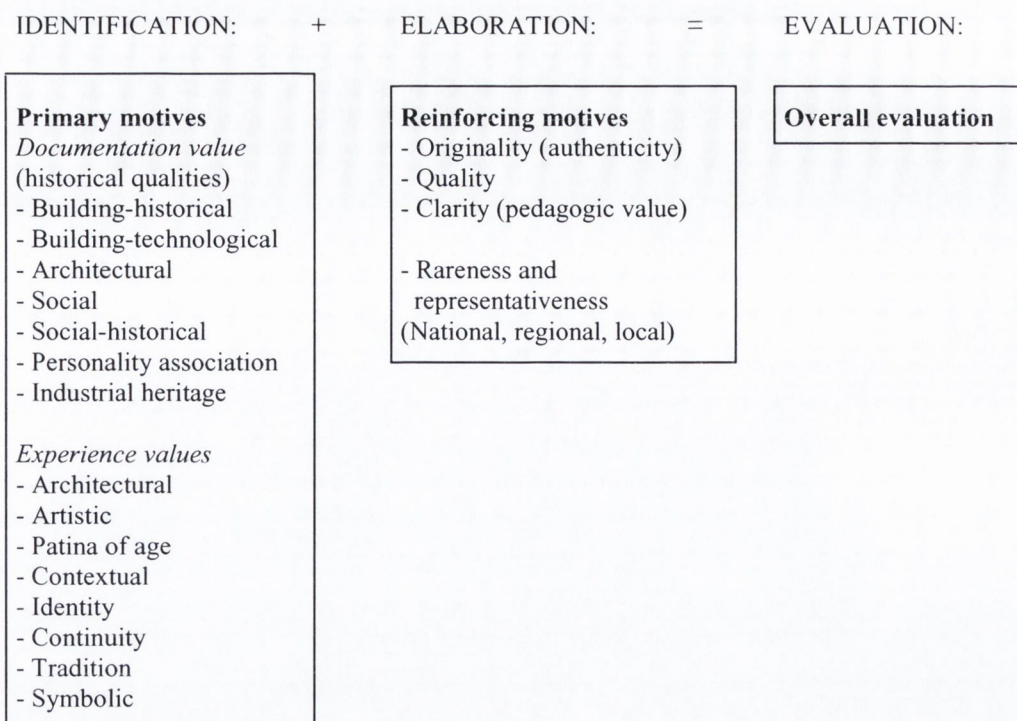 IDENTIFICATION: + ELABORATION: = EVALUATION:
Primary motives
Documentation value
(historical qualities)
- Building-historical
- Building-technological
- Architectural
- Social
- Social-historical
- Personality association
- Industrial heritage
Experience values
- Architectural
- Artistic
- Patina of age
- Contextual
- Identity
- Continuity
- Tradition
- Symbolic
Reinforcing motives
- Originality (authenticity)
- Quality
- Clarity (pedagogic value)
- Rareness and
representativeness
(National, regional, local)
Overall evaluation